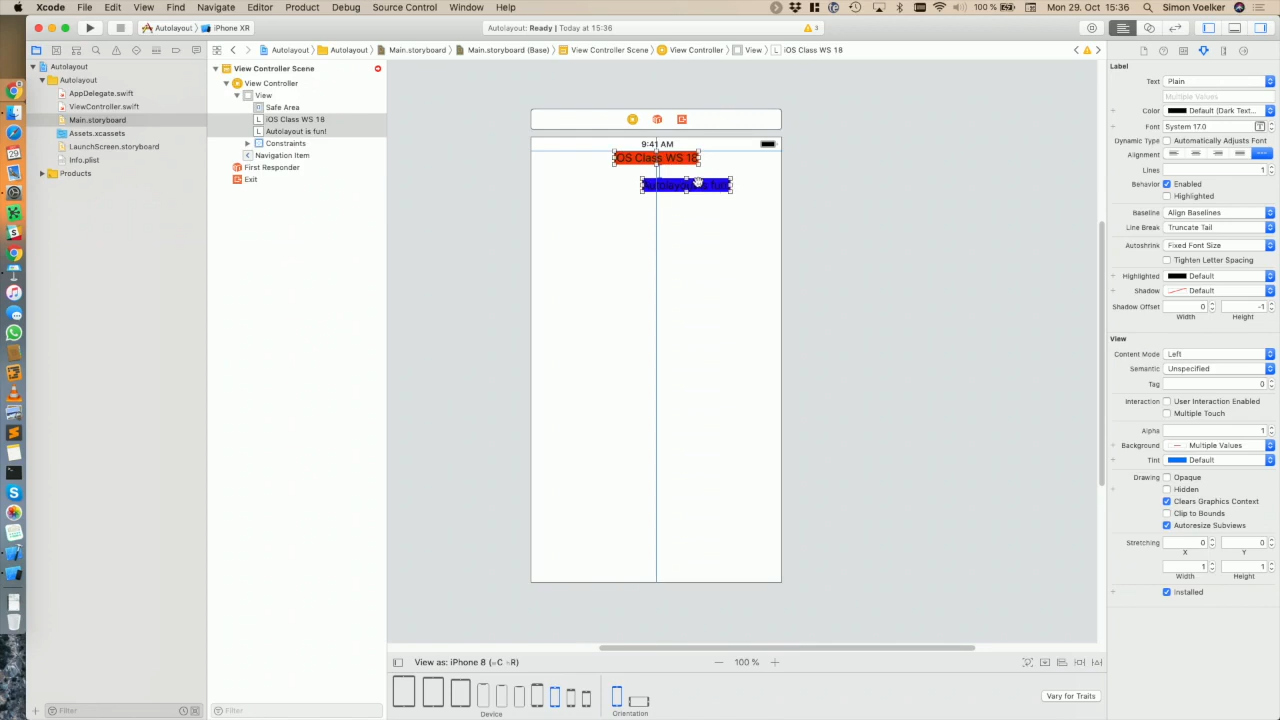 Xcode File Edit View Find Navigate Editor Product Debug Source Control Window Help 100 % Mon 29. Oct 15:36 Simon Voelker
Autolayout iPhone XR Autolayout: Ready | Today at 15:36 3
Autolayout Autolayout Main.storyboard Main.storyboard (Base) View Controller Scene View Controller View L iOS Class WS 18
Autolayout
Autolayout
AppDelegate.swift
ViewController.swift
Main.storyboard
Assets.xcassets
LaunchScreen.storyboard
Info.plist
Products
View Controller Scene
View Controller
View
Safe Area
L iOS Class WS 18
L Autolayout is fun!
Constraints
Navigation Item
First Responder
Exit
9:41 AM
iOS Class WS 18
Autolayout is fun!
Label
Text Plain
Multiple Values
Color Default (Dark Text...
Font System 17.0
Dynamic Type Automatically Adjusts Font
Alignment
Lines 1
Behavior Enabled
Highlighted
Baseline Align Baselines
Line Break Truncate Tail
Autoshrink Fixed Font Size
Tighten Letter Spacing
Highlighted Default
Shadow Default
Shadow Offset 0 -1
Width Height
View
Content Mode Left
Semantic Unspecified
Tag 0
Interaction User Interaction Enabled
Multiple Touch
Alpha 1
Background Multiple Values
Tint Default
Drawing Opaque
Hidden
Clears Graphics Context
Clip to Bounds
Autoresize Subviews
Stretching 0 0
X Y
1 1
Width Height
Installed
View as: iPhone 8 (wC hR) 100 %
Vary for Traits
Device Orientation
Filter Filter